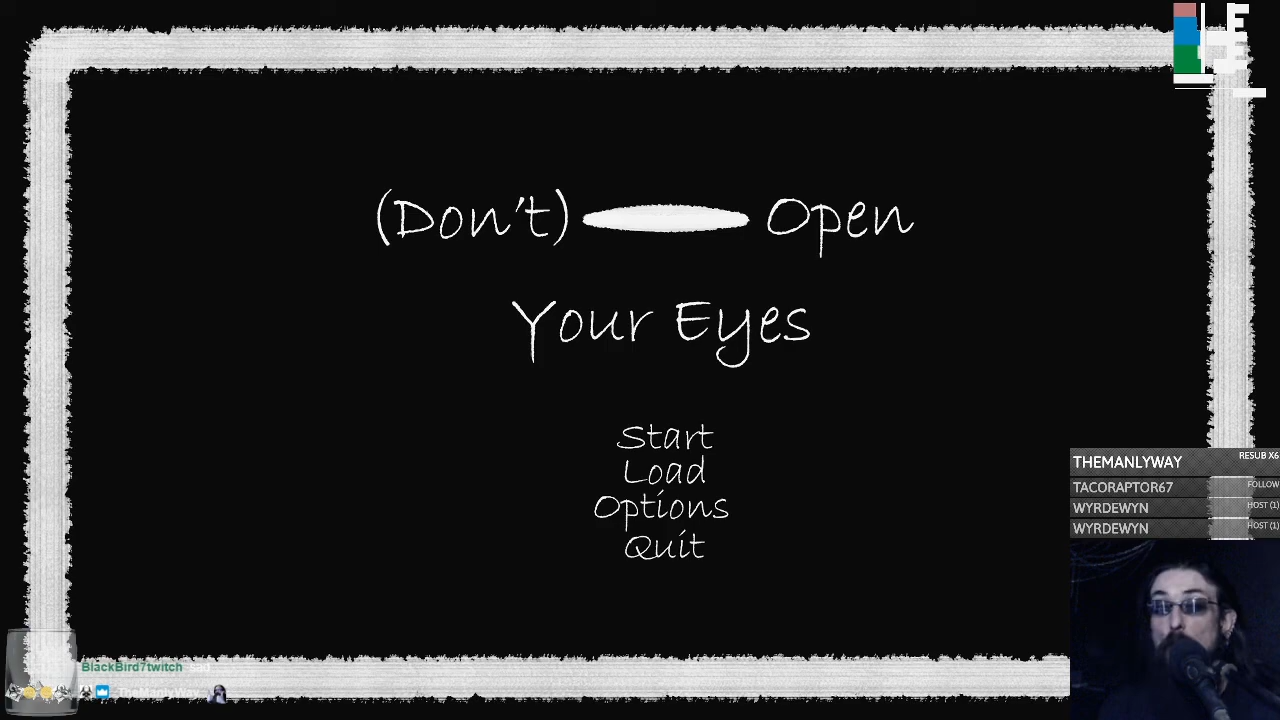 (Don't) Open
Your Eyes
Start
Load
Options
Quit
THEMANLYWAY RESUB X6
TACORAPTOR67 FOLLOW
WYRDEWYN HOST (1)
WYRDEWYN HOST (1)
BlackBird7twitch
TheManlyWay